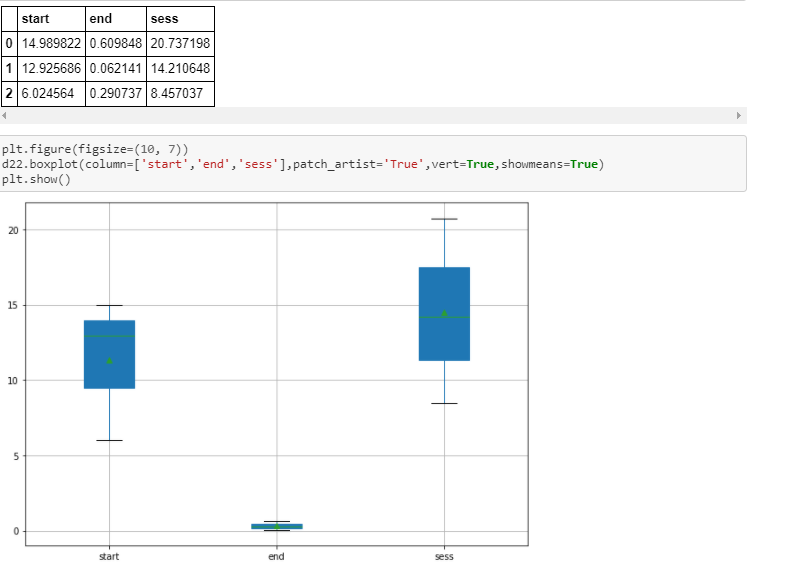 start end sess
0 14.989822 0.609848 20.737198
1 12.925686 0.062141 14.210648
2 6.024564 0.290737 8.457037
plt.figure(figsize=(10, 7))
d22.boxplot(column=['start','end','sess'],patch_artist='True',vert=True,showmeans=True)
plt.show()
20
15
10
5
0
start end sess